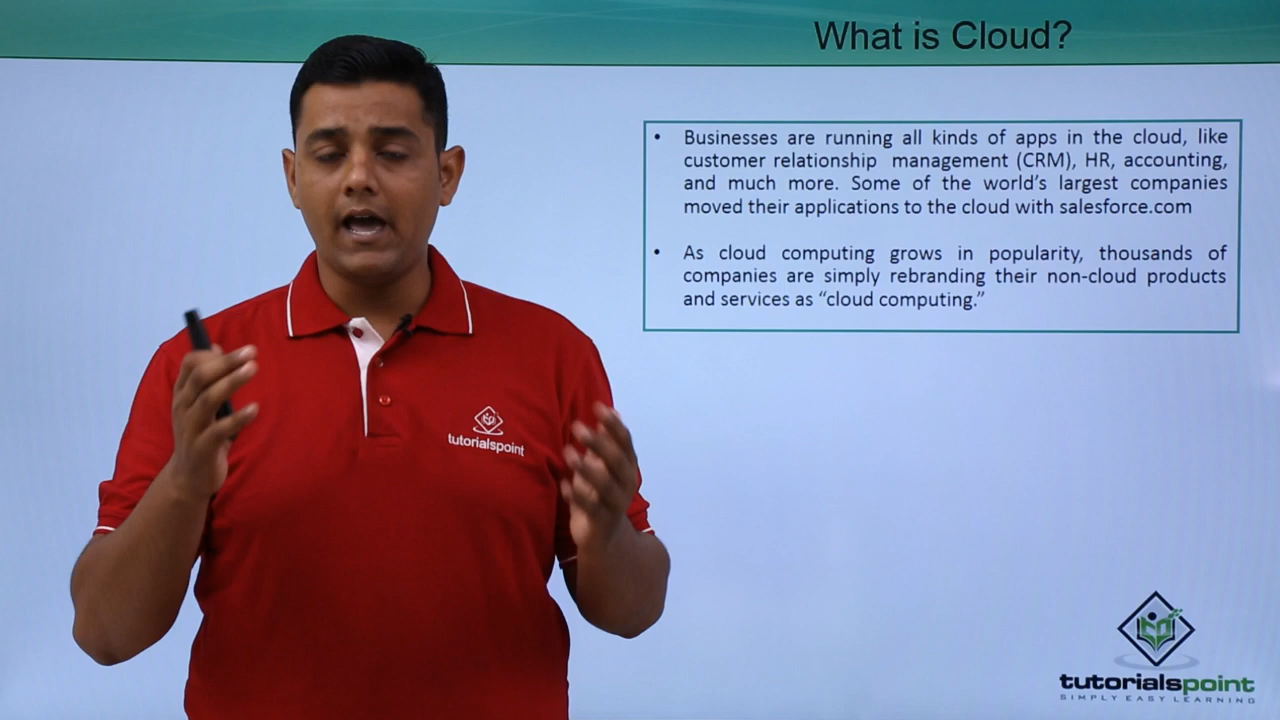 What is Cloud?
• Businesses are running all kinds of apps in the cloud, like
customer relationship management (CRM), HR, accounting,
and much more. Some of the world's largest companies
moved their applications to the cloud with salesforce.com
• As cloud computing grows in popularity, thousands of
companies are simply rebranding their non-cloud products
and services as “cloud computing.”
tutorialspoint
tutorialspoint
SIMPLY EASY LEARNING